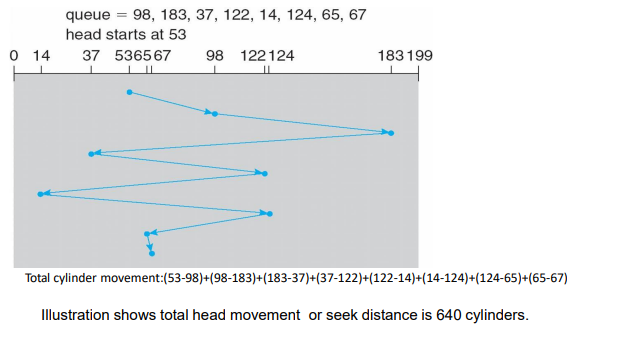 queue = 98, 183, 37, 122, 14, 124, 65, 67
head starts at 53
0 14 37 536567 98 122124 183199
Total cylinder movement:(53-98)+(98-183)+(183-37)+(37-122)+(122-14)+(14-124)+(124-65)+(65-67)
Illustration shows total head movement or seek distance is 640 cylinders.